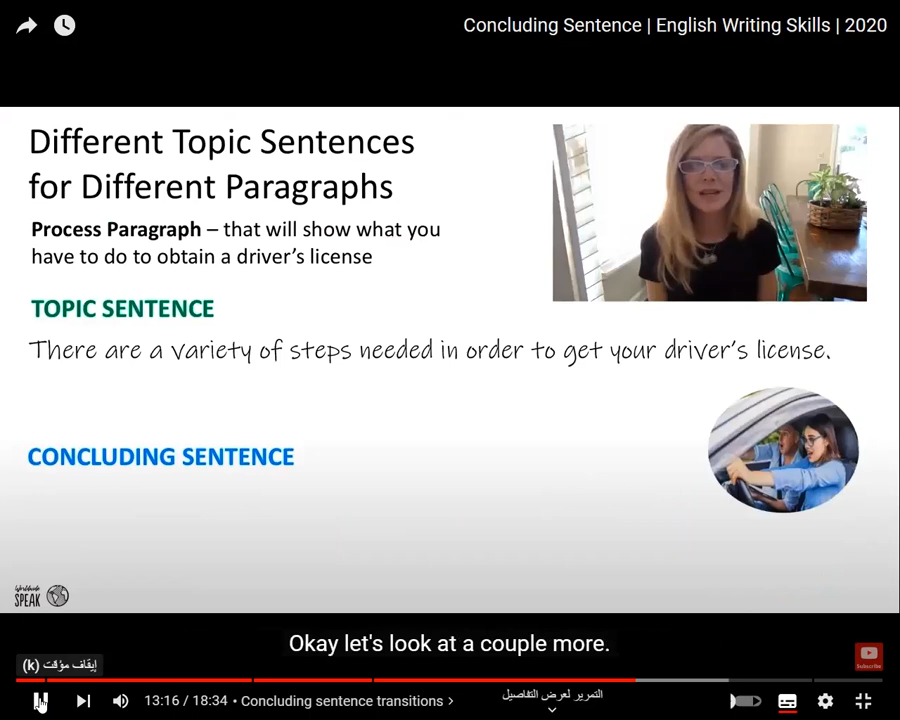 Concluding Sentence | English Writing Skills | 2020
Different Topic Sentences
for Different Paragraphs
Process Paragraph – that will show what you
have to do to obtain a driver's license
TOPIC SENTENCE
There are a variety of steps needed in order to get your driver's license.
CONCLUDING SENTENCE
Worldwide
SPEAK
Okay let's look at a couple more.
Subscribe
إيقاف مؤقت (k)
13:16 / 18:34 • Concluding sentence transitions >
التمرير لعرض التفاصيل